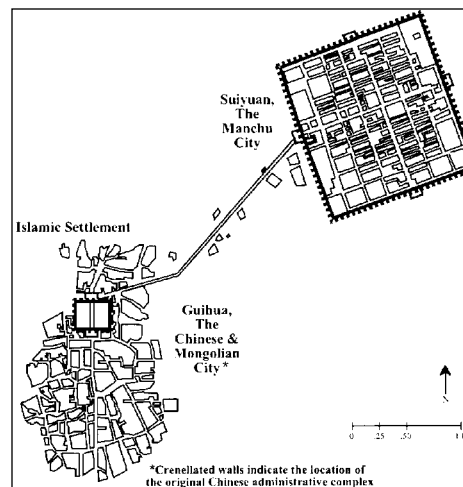 Suiyuan,
The
Manchu
City
Islamic Settlement
Guihua,
The
Chinese &
Mongolian
City*
N
0 .25 .50
*Crenellated walls indicate the location of
the original Chinese administrative complex